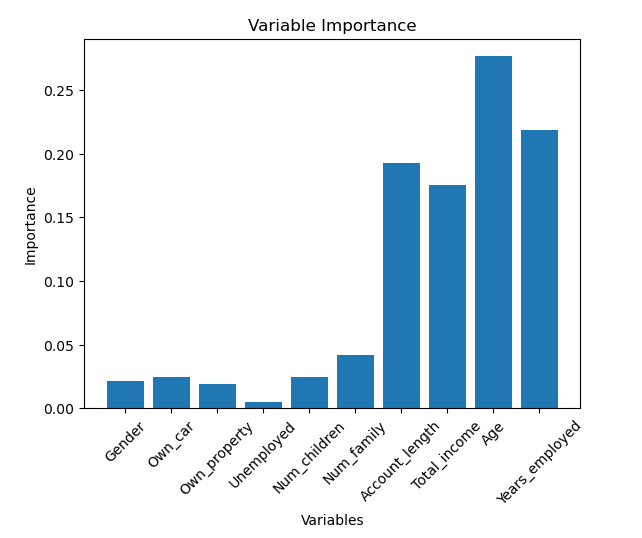 Variable Importance
0.25
0.20
0.15
0.10
0.05
0.00
Importance
Gender
Own_car
Own_property
Unemployed
Num_children
Num_family
Account_length
Total_income
Age
Years_employed
Variables